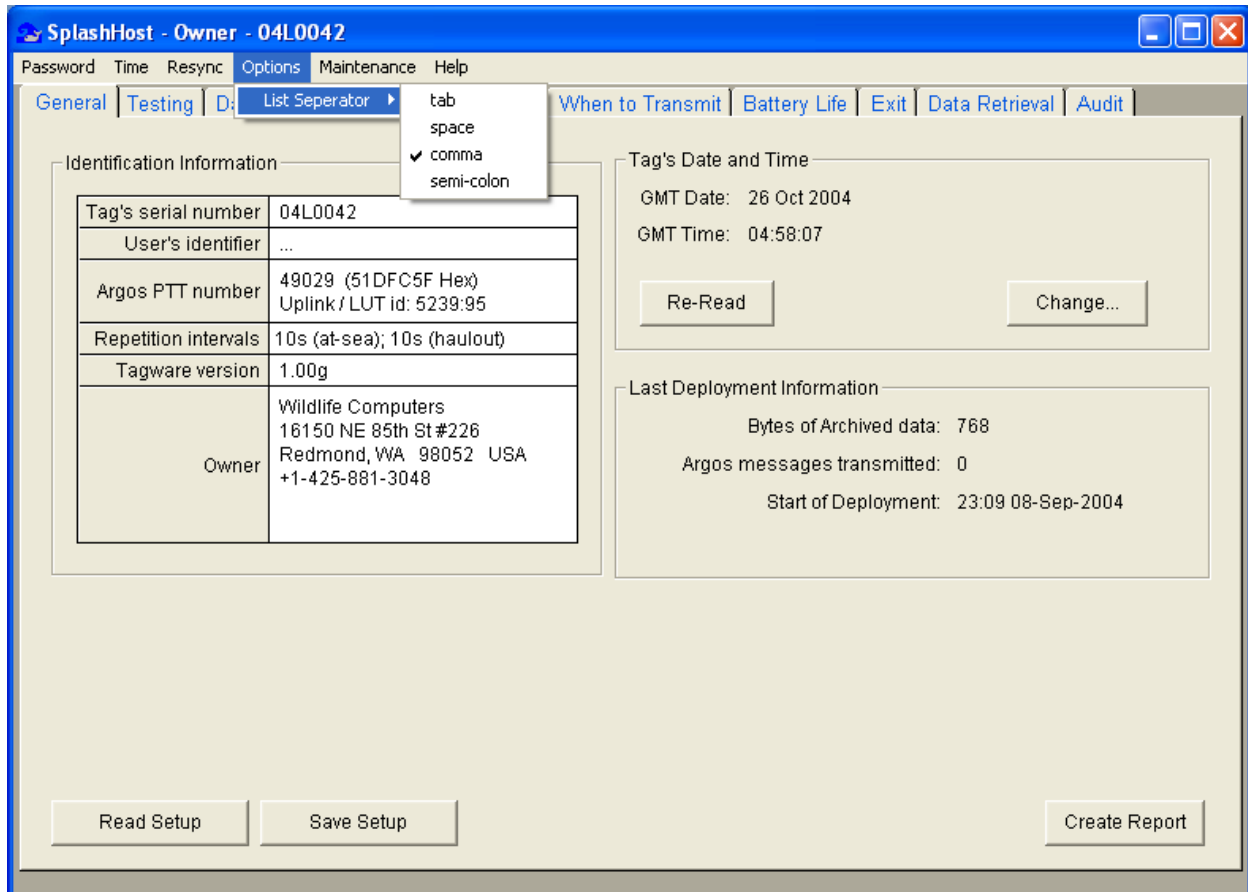 SplashHost - Owner - 04L0042
Password Time Resync Options Maintenance Help
General Testing List Seperator When to Transmit Battery Life Exit Data Retrieval Audit
tab
space
comma
semi-colon
Identification Information
Tag's serial number 04L0042
User's identifier ...
Argos PTT number 49029 (51DFC5F Hex)
Uplink / LUT id: 5239:95
Repetition intervals 10s (at-sea); 10s (haulout)
Tagware version 1.00g
Owner Wildlife Computers
16150 NE 85th St #226
Redmond, WA 98052 USA
+1-425-881-3048
Tag's Date and Time
GMT Date: 26 Oct 2004
GMT Time: 04:58:07
Re-Read Change...
Last Deployment Information
Bytes of Archived data: 768
Argos messages transmitted: 0
Start of Deployment: 23:09 08-Sep-2004
Read Setup Save Setup Create Report